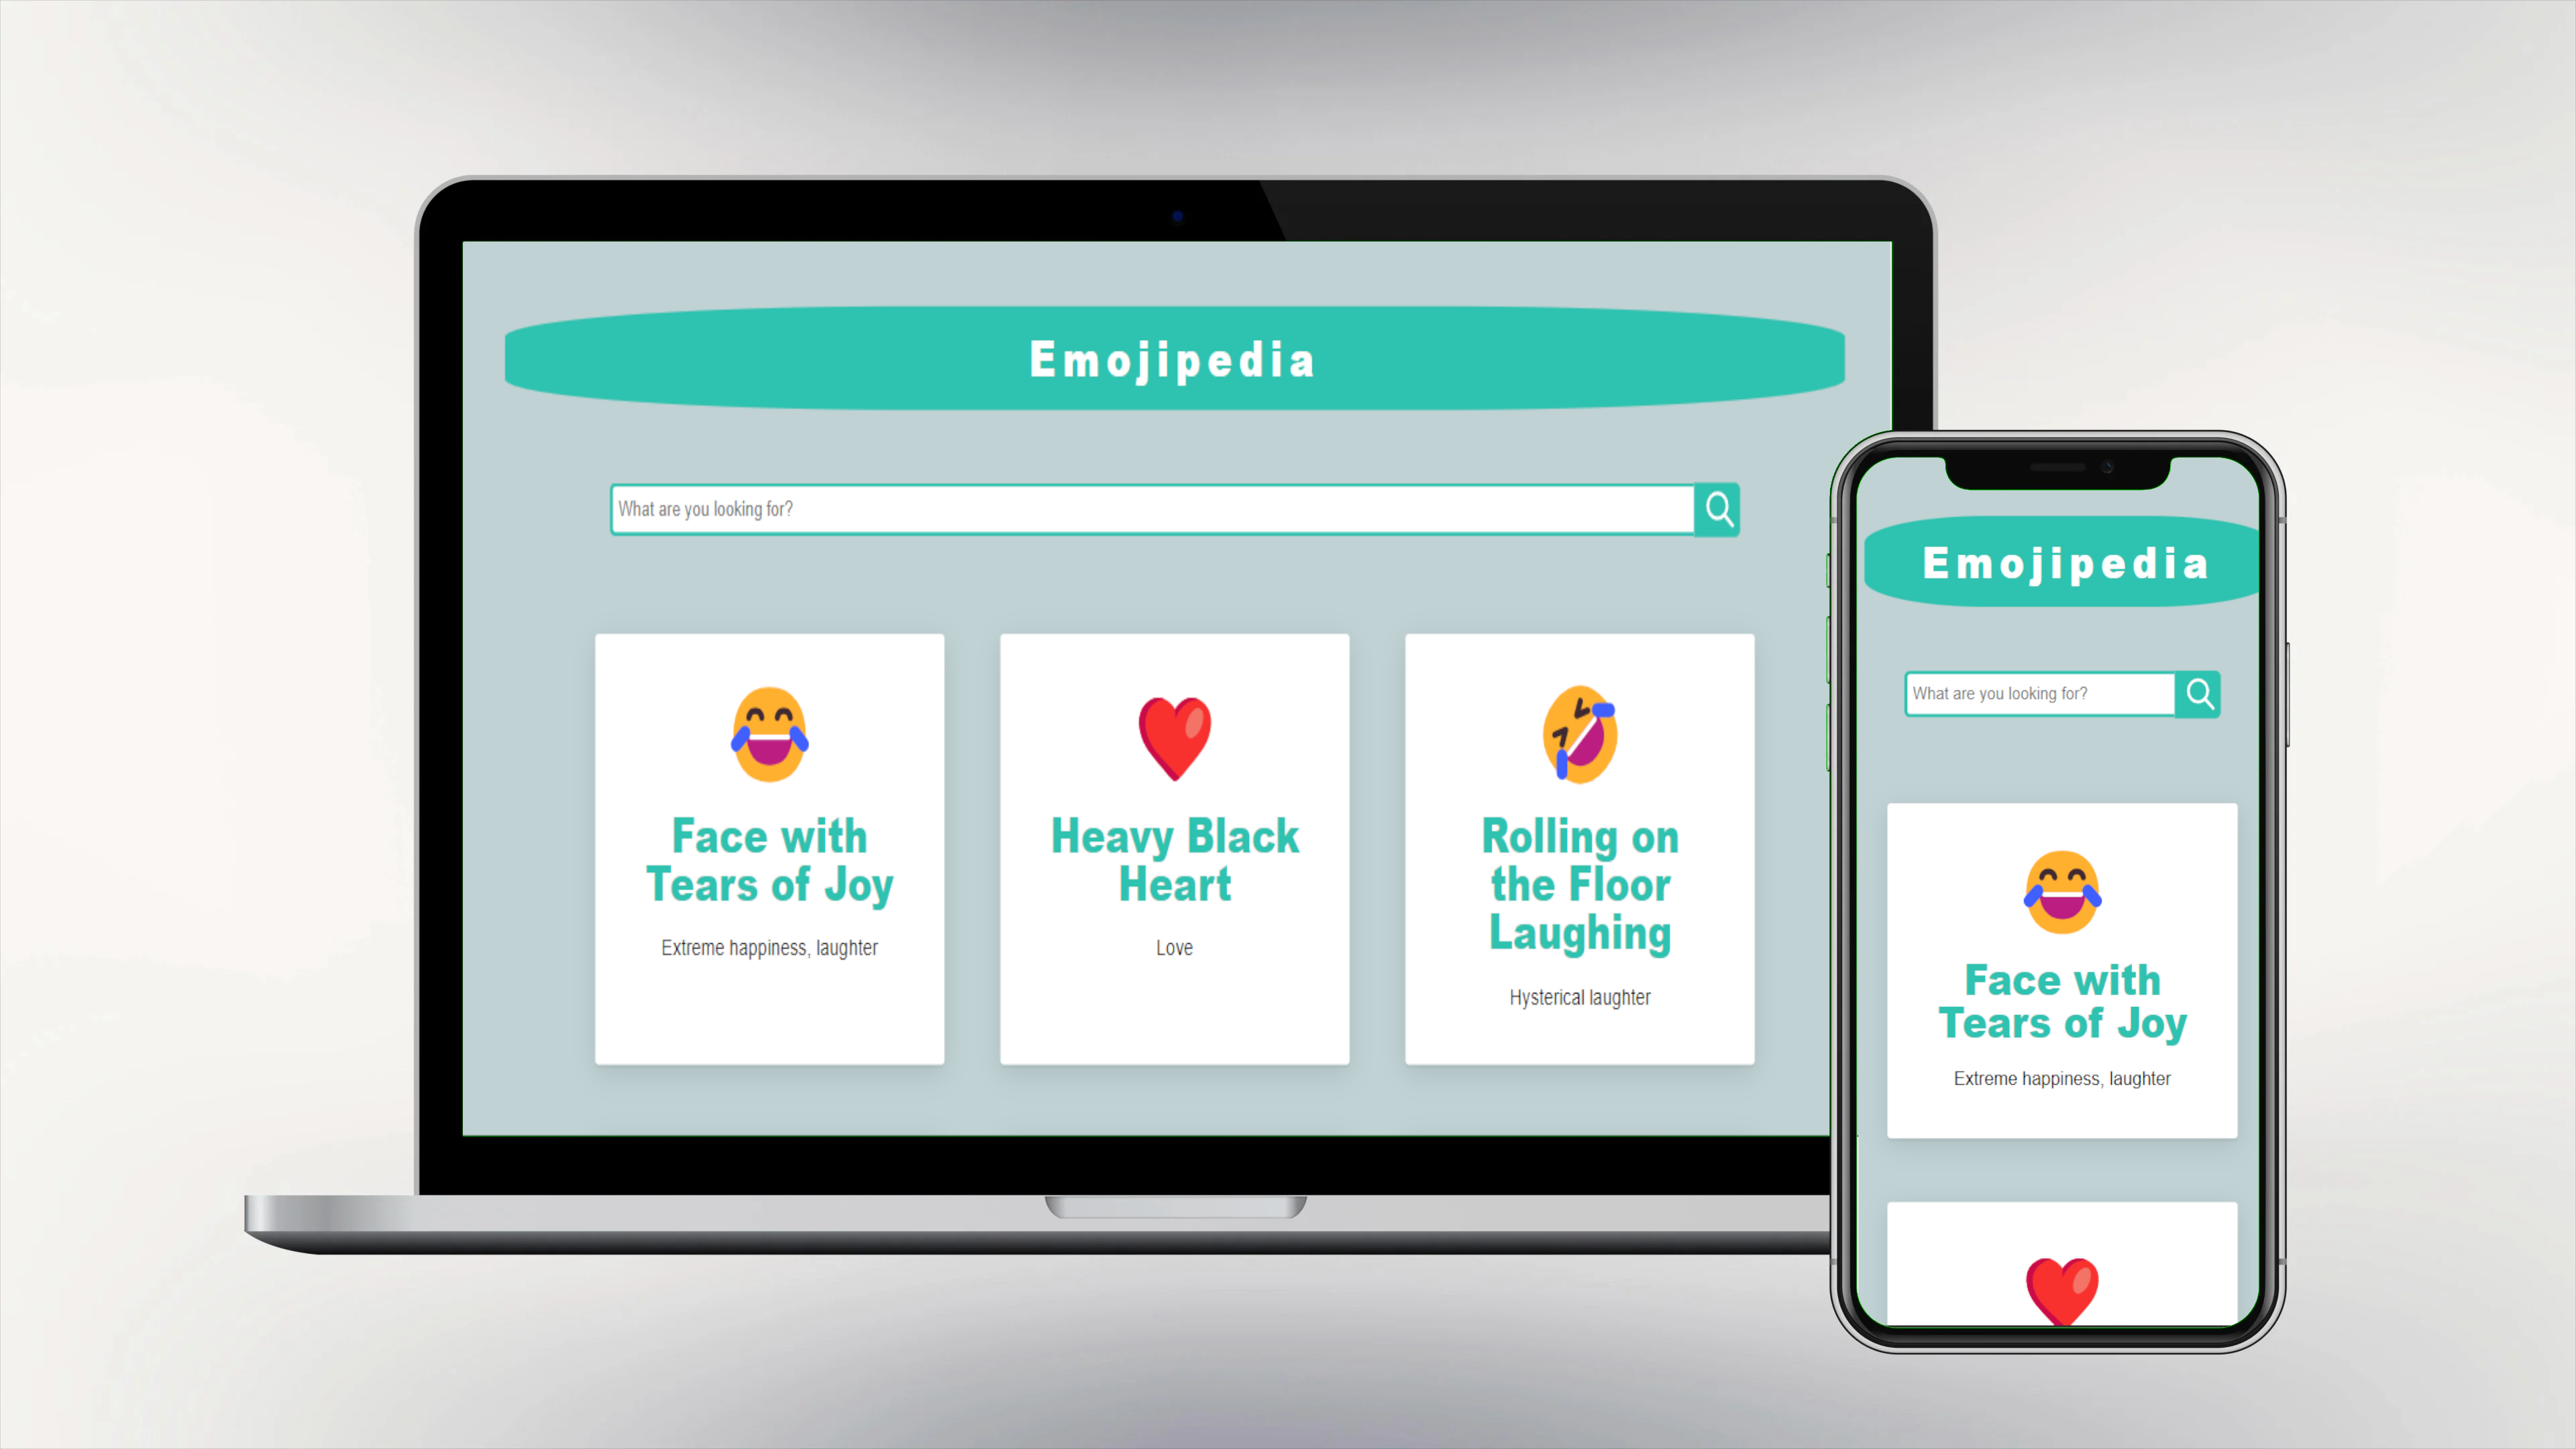 Emojipedia
What are you looking for?
Face with
Tears of Joy
Extreme happiness, laughter
Heavy Black
Heart
Love
Rolling on
the Floor
Laughing
Hysterical laughter
Emojipedia
What are you looking for?
Face with
Tears of Joy
Extreme happiness, laughter